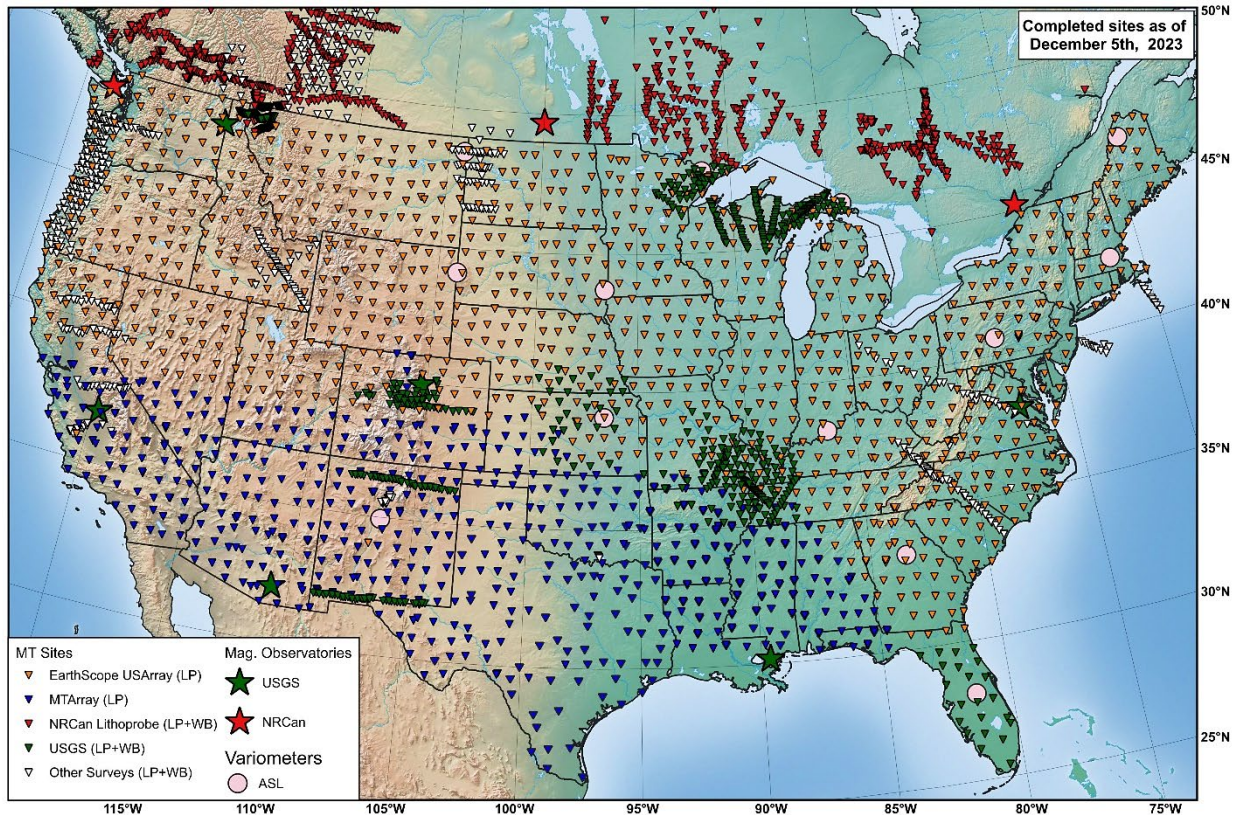 Completed sites as of
December 5th, 2023
50°N
45°N
40°N
35°N
30°N
25°N
MT Sites
EarthScope USArray (LP)
MTArray (LP)
NRCan Lithoprobe (LP+WB)
USGS (LP+WB)
Other Surveys (LP+WB)
Mag. Observatories
USGS
NRCan
Variometers
ASL
115°W
110°W
105°W
100°W
95°W
90°W
85°W
80°W
75°W